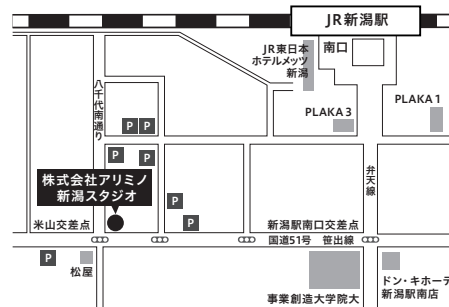 JR新潟駅
JR東日本
ホテルメッツ
新潟
南口
PLAKA 3
PLAKA 1
八千代南通り
P P
P
P
株式会社アリミノ
新潟スタジオ
P
P
弁天線
米山交差点
新潟駅南口交差点
国道51号 笹出線
P
松屋
事業創造大学院大
ドン・キホーテ
新潟駅南店